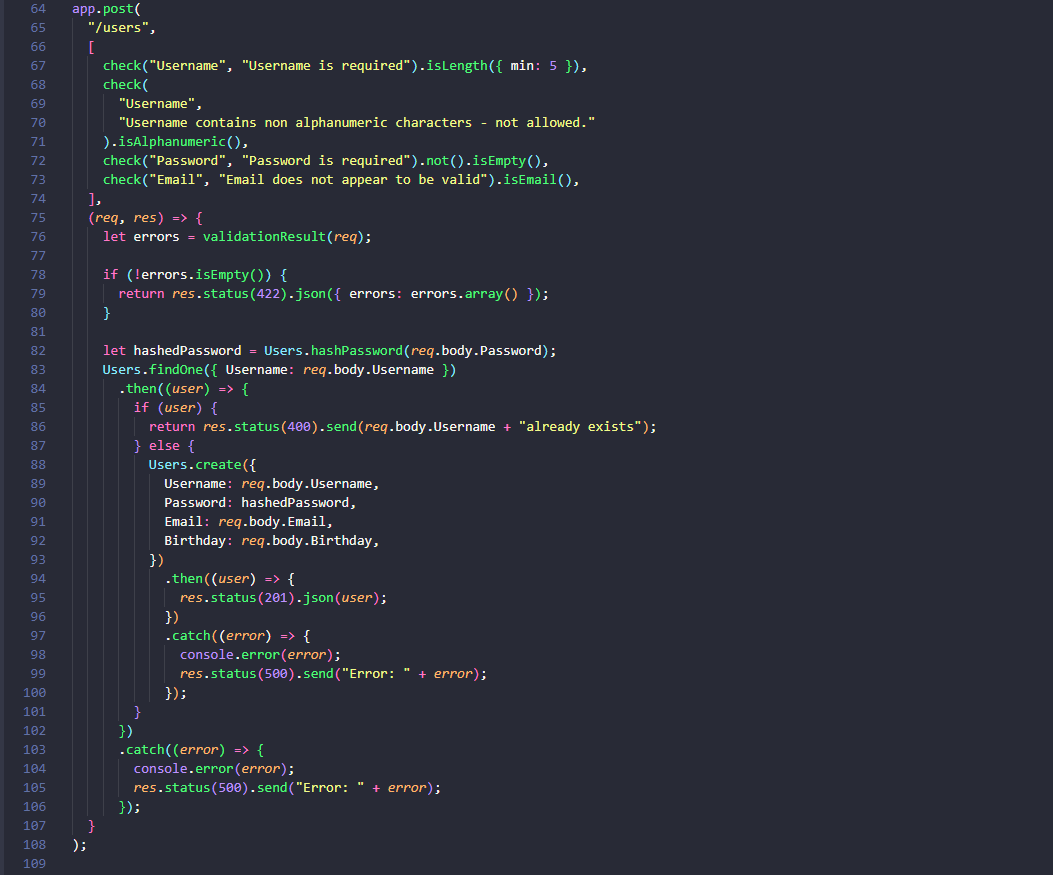 64 app.post(
65   "/users",
66   [
67     check("Username", "Username is required").isLength({ min: 5 }),
68     check(
69       "Username",
70       "Username contains non alphanumeric characters - not allowed."
71     ).isAlphanumeric(),
72     check("Password", "Password is required").not().isEmpty(),
73     check("Email", "Email does not appear to be valid").isEmail(),
74   ],
75   (req, res) => {
76     let errors = validationResult(req);
77
78     if (!errors.isEmpty()) {
79       return res.status(422).json({ errors: errors.array() });
80     }
81
82     let hashedPassword = Users.hashPassword(req.body.Password);
83     Users.findOne({ Username: req.body.Username })
84       .then((user) => {
85         if (user) {
86           return res.status(400).send(req.body.Username + "already exists");
87         } else {
88           Users.create({
89             Username: req.body.Username,
90             Password: hashedPassword,
91             Email: req.body.Email,
92             Birthday: req.body.Birthday,
93           })
94             .then((user) => {
95               res.status(201).json(user);
96             })
97             .catch((error) => {
98               console.error(error);
99               res.status(500).send("Error: " + error);
100             });
101         }
102       })
103       .catch((error) => {
104         console.error(error);
105         res.status(500).send("Error: " + error);
106       });
107   }
108 );
109